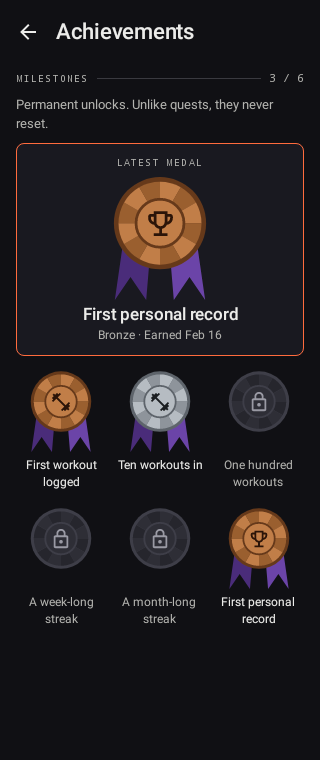 Achievements
MILESTONES 3 / 6
Permanent unlocks. Unlike quests, they never
reset.
LATEST MEDAL
First personal record
Bronze · Earned Feb 16
First workout
logged
Ten workouts in
One hundred
workouts
A week-long
streak
A month-long
streak
First personal
record